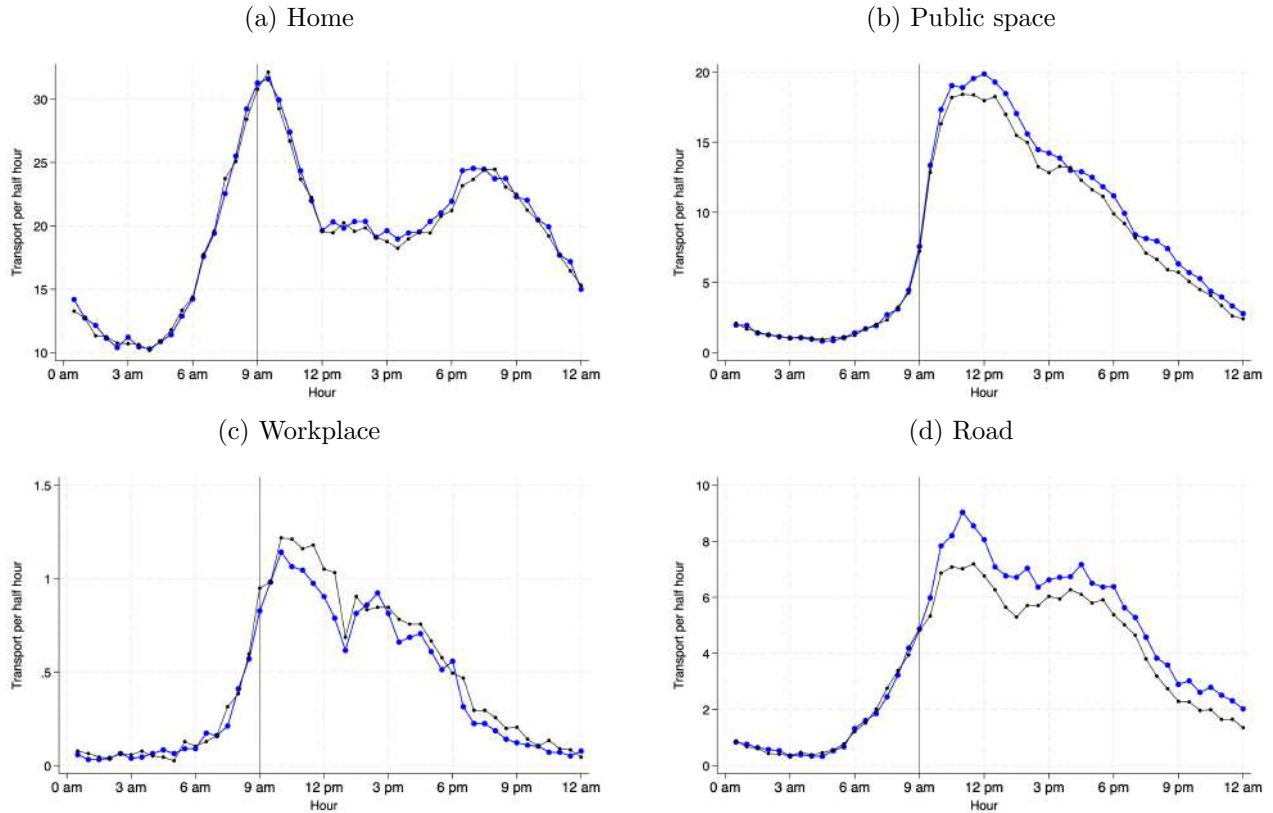 (a) Home
Transport per half hour
30
25
20
15
10
0 am 3 am 6 am 9 am 12 pm 3 pm 6 pm 9 pm 12 am
Hour
(b) Public space
Transport per half hour
20
15
10
5
0
0 am 3 am 6 am 9 am 12 pm 3 pm 6 pm 9 pm 12 am
Hour
(c) Workplace
Transport per half hour
1.5
1
.5
0
0 am 3 am 6 am 9 am 12 pm 3 pm 6 pm 9 pm 12 am
Hour
(d) Road
Transport per half hour
10
8
6
4
2
0
0 am 3 am 6 am 9 am 12 pm 3 pm 6 pm 9 pm 12 am
Hour